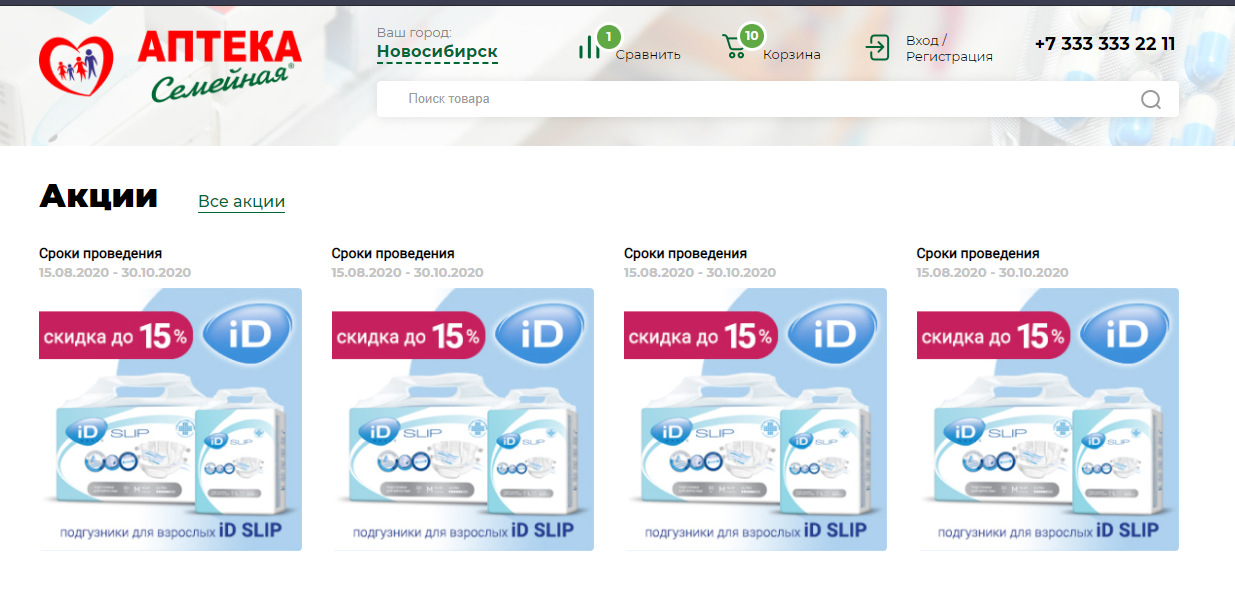 АПТЕКА
Семейная®
Ваш город:
Новосибирск
1
Сравнить
10
Корзина
Вход /
Регистрация
+7 333 333 22 11
Поиск товара
Акции
Все акции
Сроки проведения
15.08.2020 - 30.10.2020
скидка до 15%
iD
iD SLIP
iD SLIP
M
подгузники для взрослых iD SLIP
Сроки проведения
15.08.2020 - 30.10.2020
скидка до 15%
iD
iD SLIP
iD SLIP
M
подгузники для взрослых iD SLIP
Сроки проведения
15.08.2020 - 30.10.2020
скидка до 15%
iD
iD SLIP
iD SLIP
M
подгузники для взрослых iD SLIP
Сроки проведения
15.08.2020 - 30.10.2020
скидка до 15%
iD
iD SLIP
iD SLIP
M
подгузники для взрослых iD SLIP